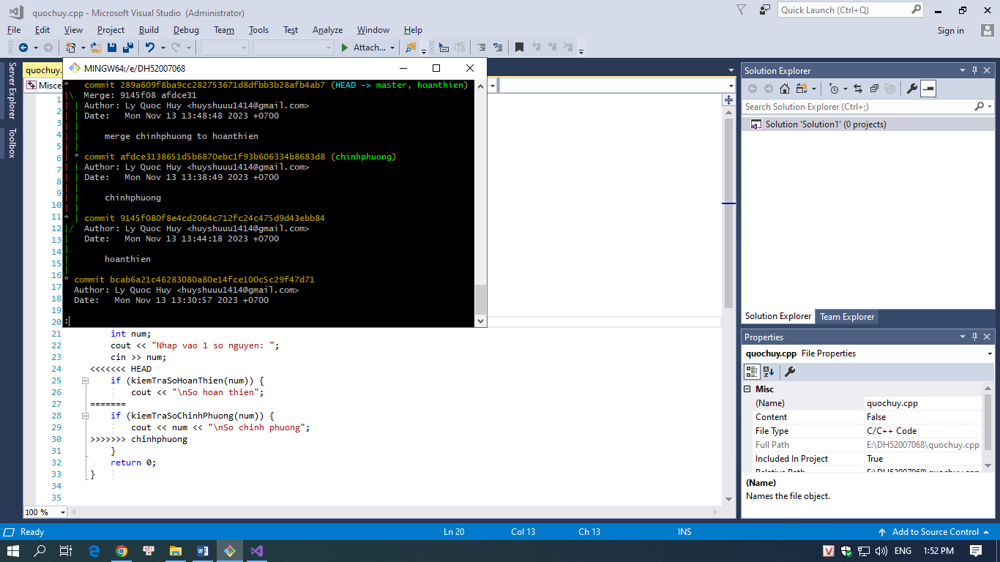 quochuy.cpp - Microsoft Visual Studio (Administrator)
Quick Launch (Ctrl+Q)
File Edit View Project Build Debug Team Tools Test Analyze Window Help
Sign in
Attach...
Server Explorer
Toolbox
quochuy.
Misce
MINGW64:/e/DH52007068
* commit 289a609f8ba9cc282753671d8dfbb3b28afb4ab7 (HEAD -> master, hoanthien)
|\ Merge: 9145f08 afdce31
| | Author: Ly Quoc Huy <huyshuuu1414@gmail.com>
| | Date: Mon Nov 13 13:48:48 2023 +0700
| |
| | merge chinhphuong to hoanthien
| |
| * commit afdce3138651d5b6870ebc1f93b606334b8683d8 (chinhphuong)
| | Author: Ly Quoc Huy <huyshuuu1414@gmail.com>
| | Date: Mon Nov 13 13:38:49 2023 +0700
| |
| | chinhphuong
| |
* | commit 9145f080f8e4cd2064c712fc24c475d9d43ebb84
|/ Author: Ly Quoc Huy <huyshuuu1414@gmail.com>
| Date: Mon Nov 13 13:44:18 2023 +0700
|
| hoanthien
|
* commit bcab6a21c46283080a80e14fce100c5c29f47d71
Author: Ly Quoc Huy <huyshuuu1414@gmail.com>
Date: Mon Nov 13 13:30:57 2023 +0700
:
1
2
3
4
5
6
7
8
9
10
11
12
13
14
15
16
17
18
19
20
21 int num;
22 cout << "Nhap vao 1 so nguyen: ";
23 cin >> num;
24 <<<<<<< HEAD
25 if (kiemTraSoHoanThien(num)) {
26 cout << "\nSo hoan thien";
27 =======
28 if (kiemTraSoChinhPhuong(num)) {
29 cout << num << "\nSo chinh phuong";
30 >>>>>>> chinhphuong
31 }
32 return 0;
33 }
34
35
100 %
Solution Explorer
Search Solution Explorer (Ctrl+;)
Solution 'Solution1' (0 projects)
Solution Explorer Team Explorer
Properties
quochuy.cpp File Properties
Misc
(Name) quochuy.cpp
Content False
File Type C/C++ Code
Full Path E:\DH52007068\quochuy.cpp
Included In Project True
Relative Path E:\DH52007068\quochuy.cpp
(Name)
Names the file object.
Ready Ln 20 Col 13 Ch 13 INS Add to Source Control
ENG 1:52 PM